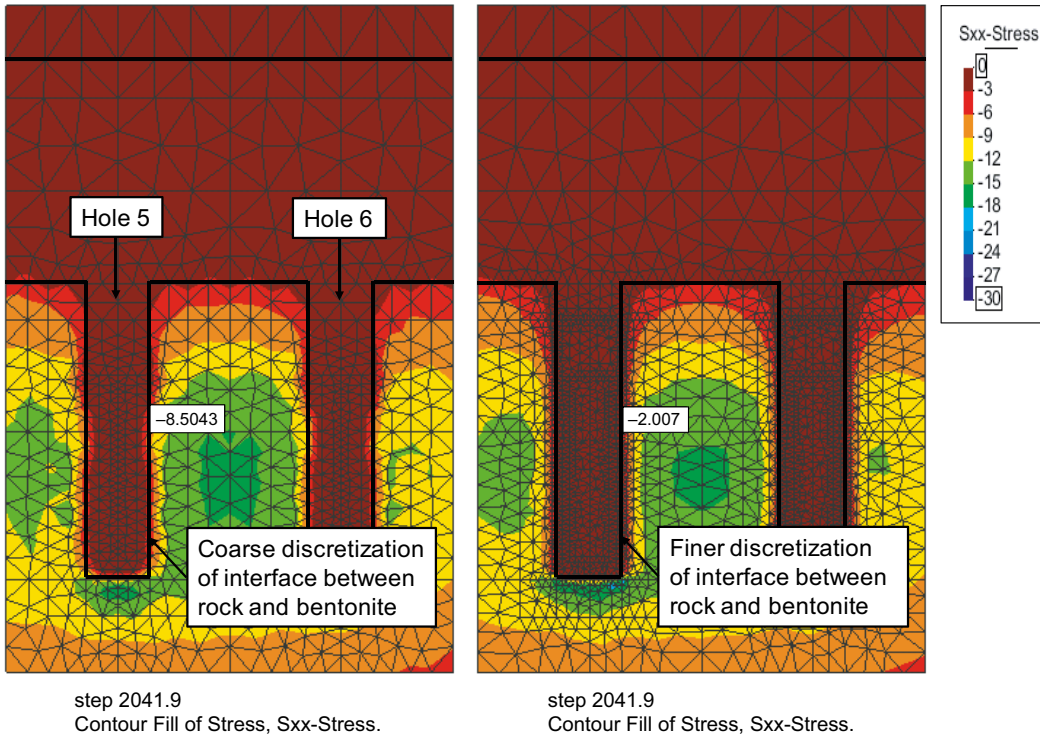 Sxx-Stress
0
-3
-6
-9
-12
-15
-18
-21
-24
-27
-30
Hole 5
Hole 6
–8.5043
–2.007
Coarse discretization
of interface between
rock and bentonite
Finer discretization
of interface between
rock and bentonite
step 2041.9
Contour Fill of Stress, Sxx-Stress.
step 2041.9
Contour Fill of Stress, Sxx-Stress.